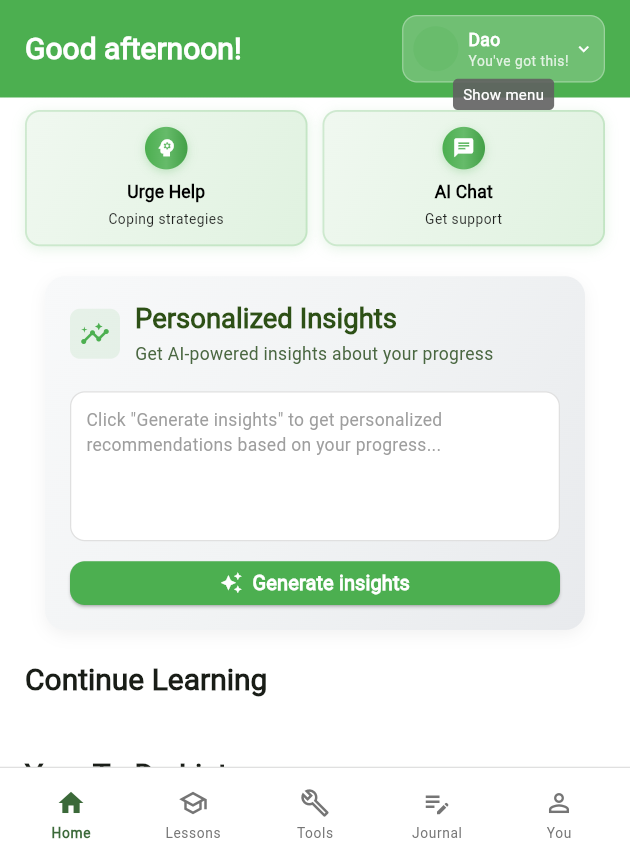 Good afternoon!
Dao
You've got this!
Show menu
Urge Help
Coping strategies
AI Chat
Get support
Personalized Insights
Get AI-powered insights about your progress
Click "Generate insights" to get personalized
recommendations based on your progress...
Generate insights
Continue Learning
Home
Lessons
Tools
Journal
You